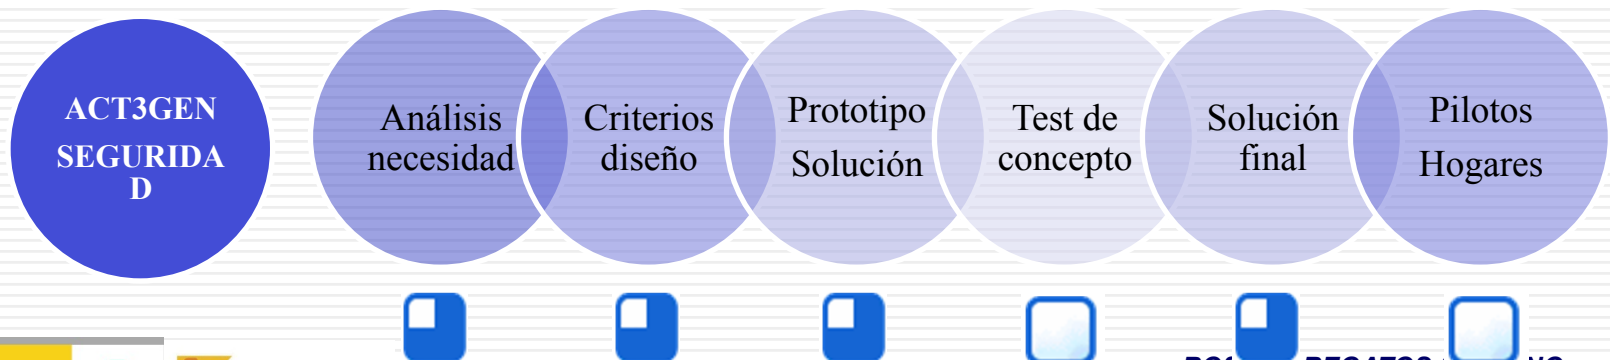 ACT3GEN
SEGURIDA
D
Análisis
necesidad
Criterios
diseño
Prototipo
Solución
Test de
concepto
Solución
final
Pilotos
Hogares